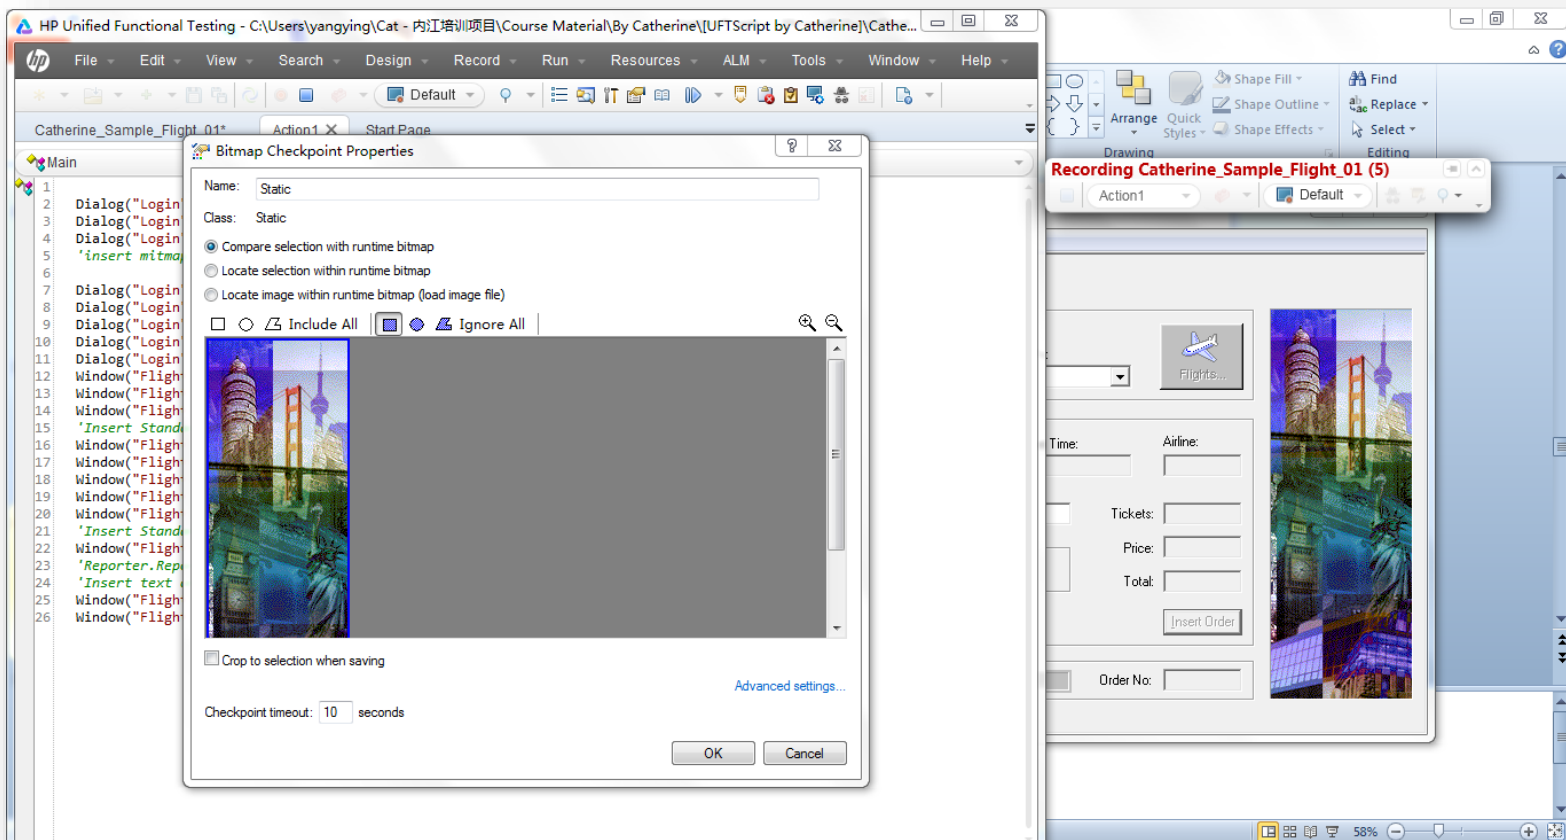 HP Unified Functional Testing - C:\Users\yangying\Cat - 内江培训项目\Course Material\By Catherine\[UFTScript by Catherine]\Cathe...
hp File Edit View Search Design Record Run Resources ALM Tools Window Help
Default
Catherine_Sample_Flight_01* Action1 Start Page
Main
1
2 Dialog("Login"
3 Dialog("Login"
4 Dialog("Login"
5 'insert mitmap
6
7 Dialog("Login"
8 Dialog("Login"
9 Dialog("Login"
10 Dialog("Login"
11 Dialog("Login"
12 Window("Fligh
13 Window("Fligh
14 Window("Fligh
15 'Insert Stand
16 Window("Fligh
17 Window("Fligh
18 Window("Fligh
19 Window("Fligh
20 Window("Fligh
21 'Insert Stand
22 Window("Fligh
23 'Reporter.Rep
24 'Insert text
25 Window("Fligh
26 Window("Fligh
Bitmap Checkpoint Properties
Name: Static
Class: Static
Compare selection with runtime bitmap
Locate selection within runtime bitmap
Locate image within runtime bitmap (load image file)
Include All Ignore All
Crop to selection when saving
Advanced settings...
Checkpoint timeout: 10 seconds
OK Cancel
Arrange
Quick Styles
Shape Fill
Shape Outline
Shape Effects
Drawing
Find
Replace
Select
Editing
Recording Catherine_Sample_Flight_01 (5)
Action1 Default
Flights...
Time: Airline:
Tickets:
Price:
Total:
Insert Order
Order No:
58%